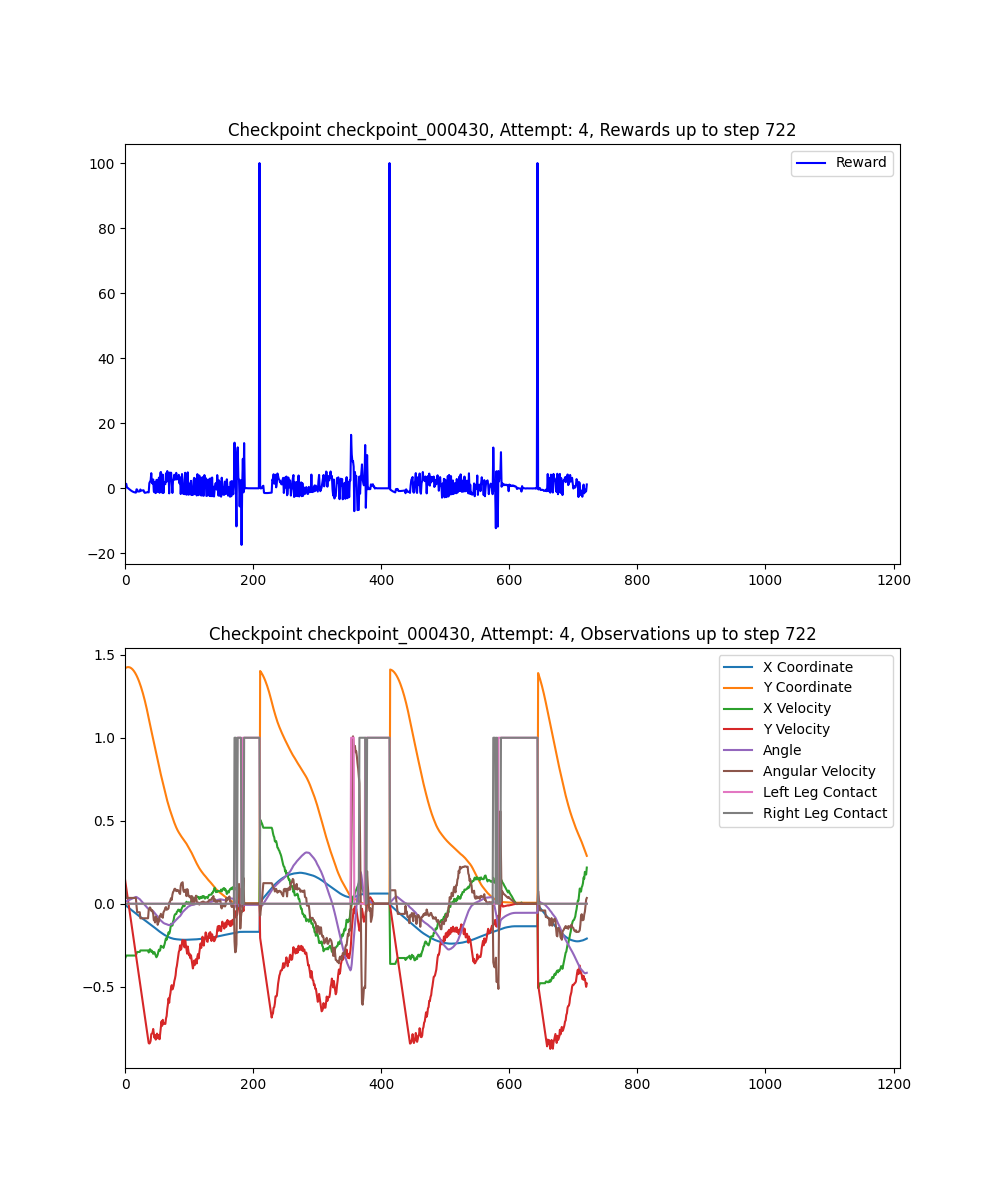 Checkpoint checkpoint_000430, Attempt: 4, Rewards up to step 722
100
80
60
40
20
0
−20
Reward
0 200 400 600 800 1000 1200
Checkpoint checkpoint_000430, Attempt: 4, Observations up to step 722
1.5
1.0
0.5
0.0
−0.5
X Coordinate
Y Coordinate
X Velocity
Y Velocity
Angle
Angular Velocity
Left Leg Contact
Right Leg Contact
0 200 400 600 800 1000 1200